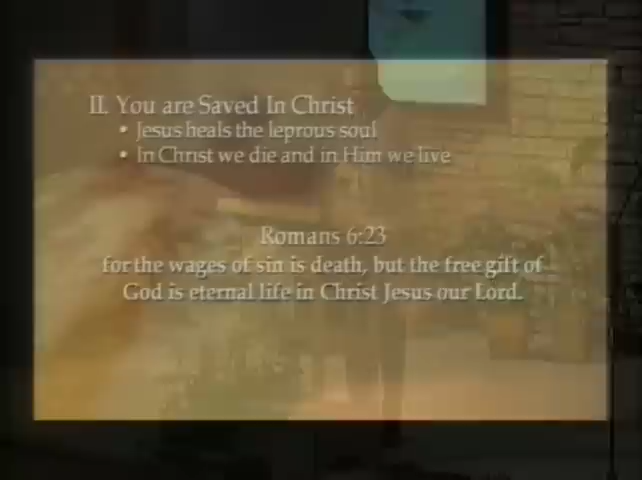 II. You are Saved In Christ
• Jesus heals the leprous soul
• In Christ we die and in Him we live
Romans 6:23
for the wages of sin is death, but the free gift of
God is eternal life in Christ Jesus our Lord.